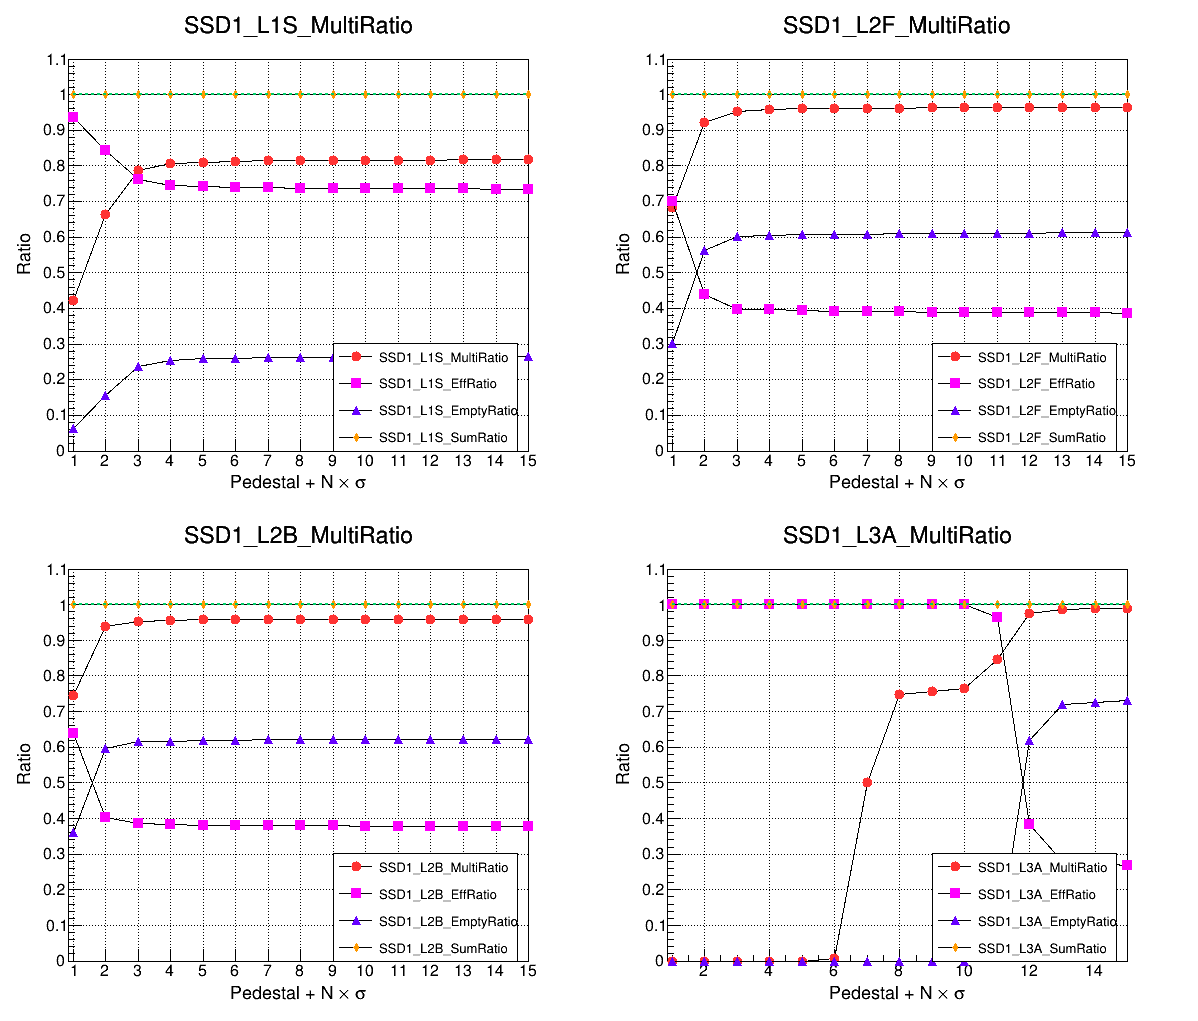 SSD1_L1S_MultiRatio
1.1
1
0.9
0.8
0.7
0.6
0.5
0.4
0.3
0.2
0.1
0
Ratio
SSD1_L1S_MultiRatio
SSD1_L1S_EffRatio
SSD1_L1S_EmptyRatio
SSD1_L1S_SumRatio
1 2 3 4 5 6 7 8 9 10 11 12 13 14 15
Pedestal + N × σ
SSD1_L2F_MultiRatio
1.1
1
0.9
0.8
0.7
0.6
0.5
0.4
0.3
0.2
0.1
0
Ratio
SSD1_L2F_MultiRatio
SSD1_L2F_EffRatio
SSD1_L2F_EmptyRatio
SSD1_L2F_SumRatio
1 2 3 4 5 6 7 8 9 10 11 12 13 14 15
Pedestal + N × σ
SSD1_L2B_MultiRatio
1.1
1
0.9
0.8
0.7
0.6
0.5
0.4
0.3
0.2
0.1
0
Ratio
SSD1_L2B_MultiRatio
SSD1_L2B_EffRatio
SSD1_L2B_EmptyRatio
SSD1_L2B_SumRatio
1 2 3 4 5 6 7 8 9 10 11 12 13 14 15
Pedestal + N × σ
SSD1_L3A_MultiRatio
1.1
1
0.9
0.8
0.7
0.6
0.5
0.4
0.3
0.2
0.1
0
Ratio
SSD1_L3A_MultiRatio
SSD1_L3A_EffRatio
SSD1_L3A_EmptyRatio
SSD1_L3A_SumRatio
2 4 6 8 10 12 14
Pedestal + N × σ